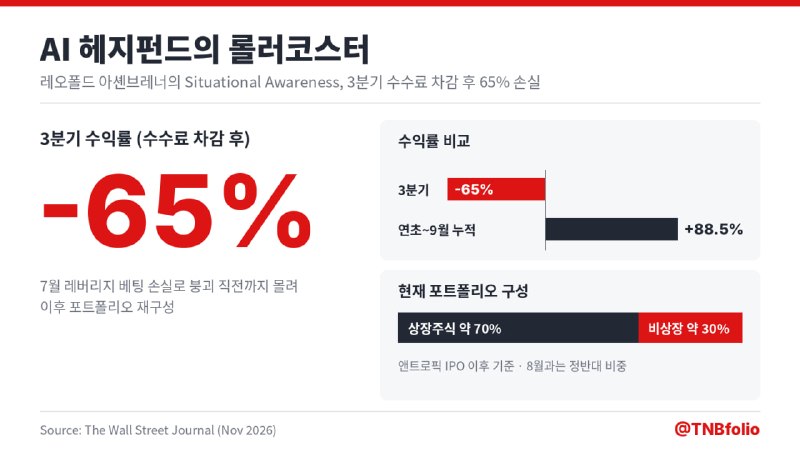 AI 헤지펀드의 롤러코스터
레오폴드 아셴브레너의 Situational Awareness, 3분기 수수료 차감 후 65% 손실
3분기 수익률 (수수료 차감 후)
-65%
7월 레버리지 베팅 손실로 붕괴 직전까지 몰려
이후 포트폴리오 재구성
수익률 비교
3분기
-65%
연초~9월 누적
+88.5%
현재 포트폴리오 구성
상장주식 약 70%
비상장 약 30%
앤트로픽 IPO 이후 기준 · 8월과는 정반대 비중
Source: The Wall Street Journal (Nov 2026)
@TNBfolio